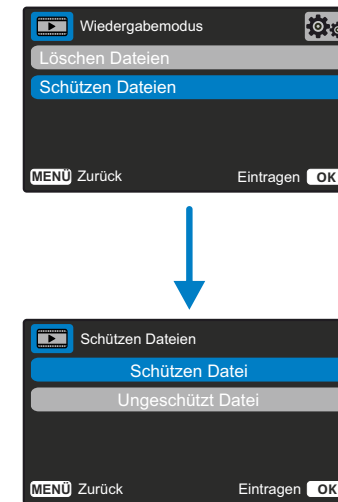 Wiedergabemodus
Löschen Dateien
Schützen Dateien
MENÜ Zurück Eintragen OK
Schützen Dateien
Schützen Datei
Ungeschützt Datei
MENÜ Zurück Eintragen OK